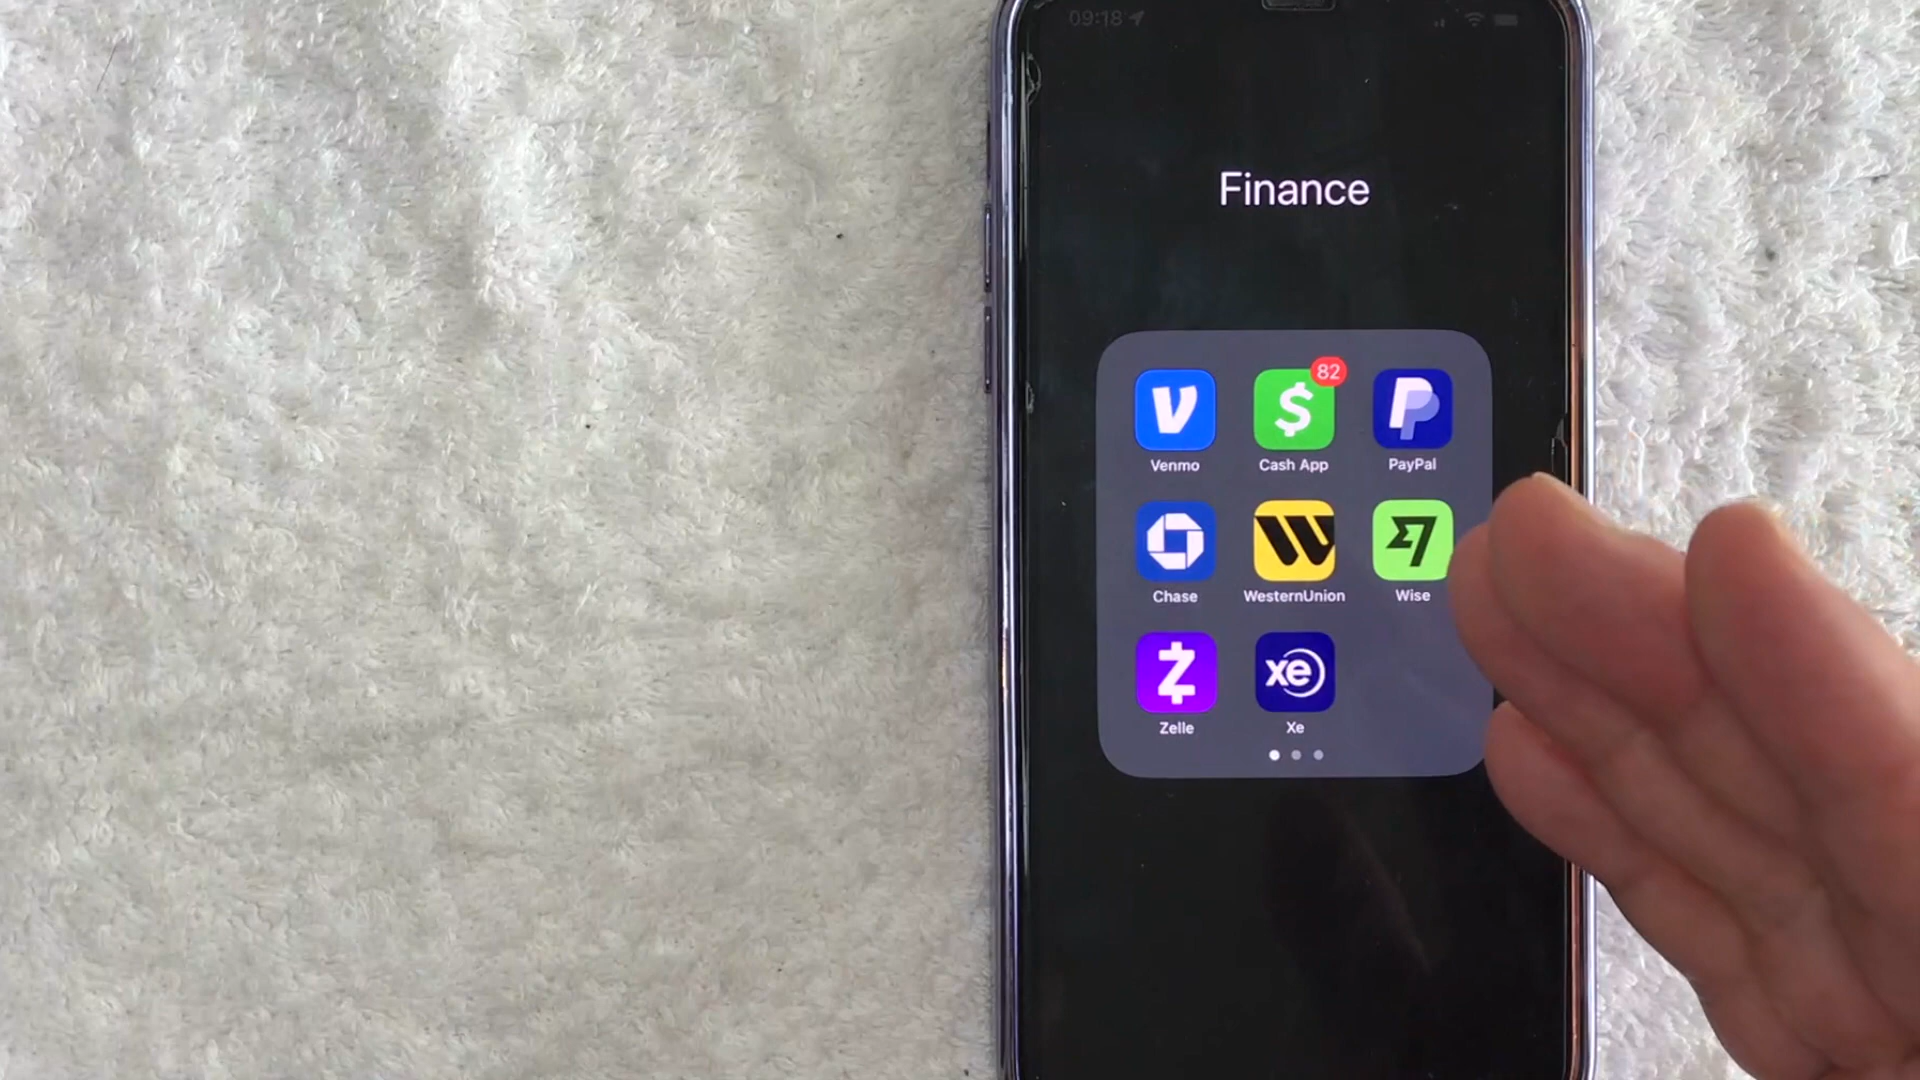 09:18
Finance
82
Venmo Cash App PayPal
Chase WesternUnion Wise
xe
Zelle Xe